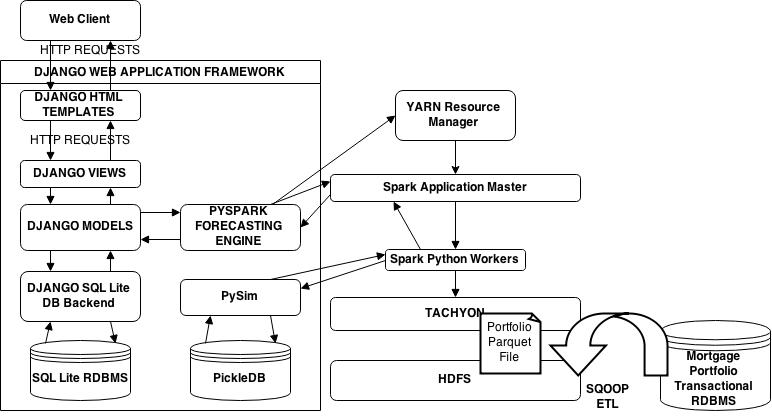 Web Client
HTTP REQUESTS
DJANGO WEB APPLICATION FRAMEWORK
DJANGO HTML
TEMPLATES
HTTP REQUESTS
DJANGO VIEWS
DJANGO MODELS
PYSPARK
FORECASTING
ENGINE
DJANGO SQL Lite
DB Backend
PySim
SQL Lite RDBMS
PickleDB
YARN Resource
Manager
Spark Application Master
Spark Python Workers
TACHYON
Portfolio
Parquet
File
HDFS
SQOOP
ETL
Mortgage
Portfolio
Transactional
RDBMS